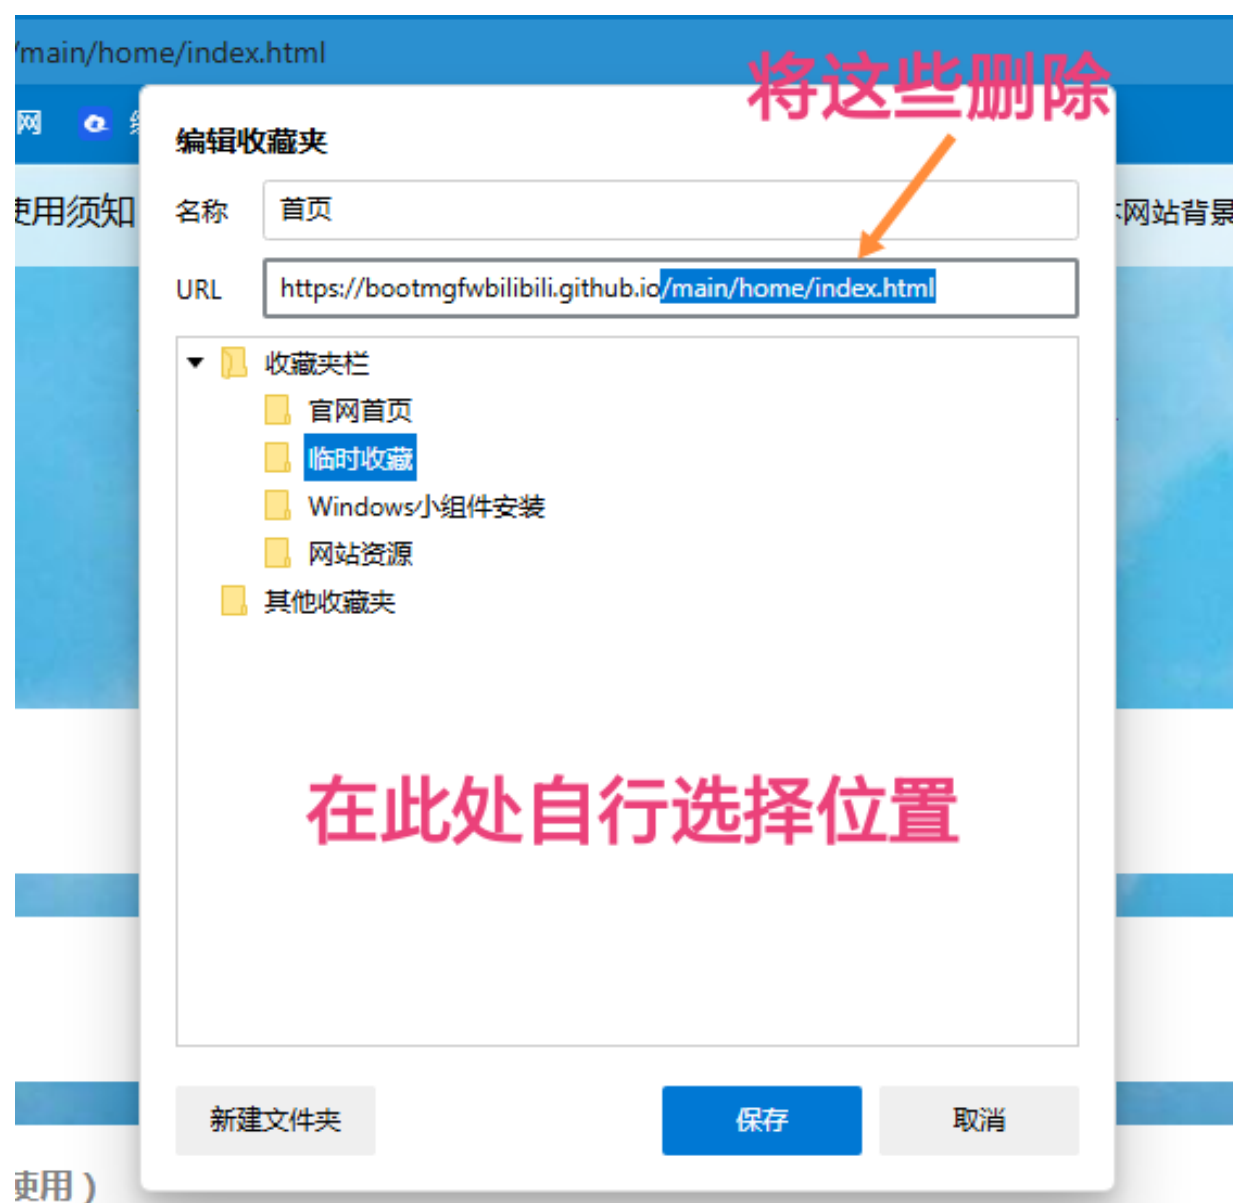 /main/home/index.html
将这些删除
网
编辑收藏夹
使用须知
名称 首页
网站背景
URL https://bootmgfwbilibili.github.io/main/home/index.html
收藏夹栏
官网首页
临时收藏
Windows小组件安装
网站资源
其他收藏夹
在此处自行选择位置
新建文件夹 保存 取消
使用）